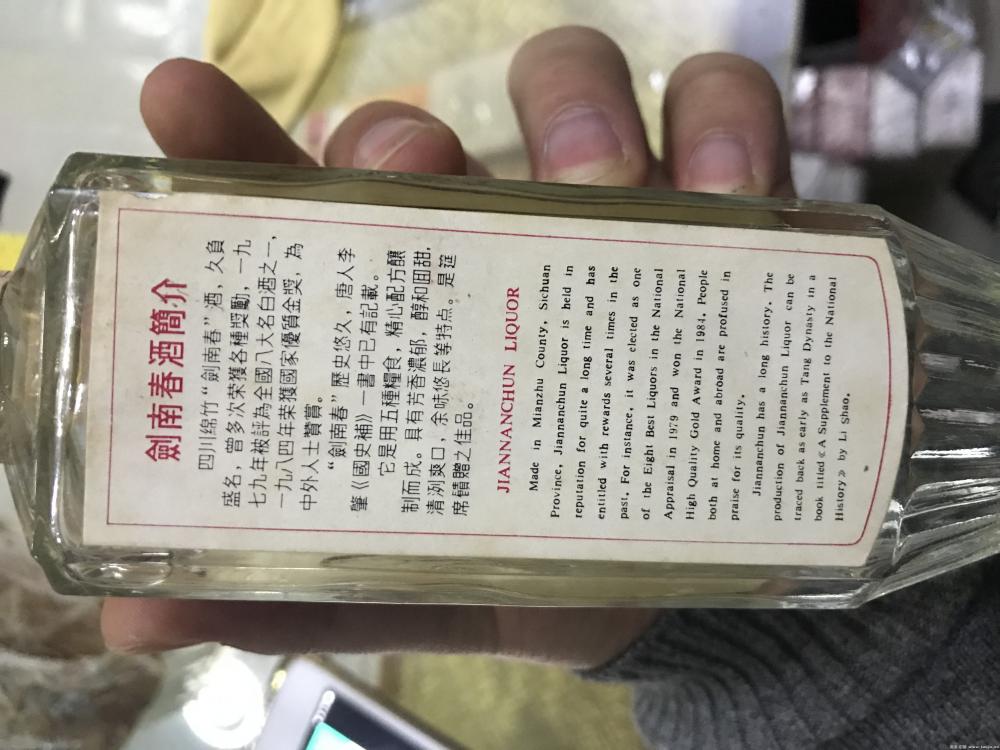 劍南春酒簡介
四川绵竹“劍南春”酒，久負
盛名，曾多次荣獲各種獎勳，一九
七九年被評為全國八大名白酒之一，
一九八四年荣獲國家優質金獎，為
中外人士贊賞。
“劍南春”歷史悠久，唐人李
肇《國史補》一書中已有記載。
它是用五種糧食，精心配方釀
制而成。具有芳香濃郁，醇和回甜，
清洌爽口，余味悠長等特点。是筵
席饋贈之佳品。
JIANNANCHUN LIQUOR
Made in Mianzhu County, Sichuan
Province, Jiannanchun Liquor is held in
reputation for quite a long time and has
entitled with rewards several times in the
past. For instance, it was elected as one
of the Eight Best Liquors in the National
Appraisal in 1979 and won the National
High Quality Gold Award in 1984. People
both at home and abroad are profused in
praise for its quality.
Jiannanchun has a long history. The
production of Jiannanchun Liquor can be
traced back as early as Tang Dynasty in a
book titled « A Supplement to the National
History » by Li Shao.